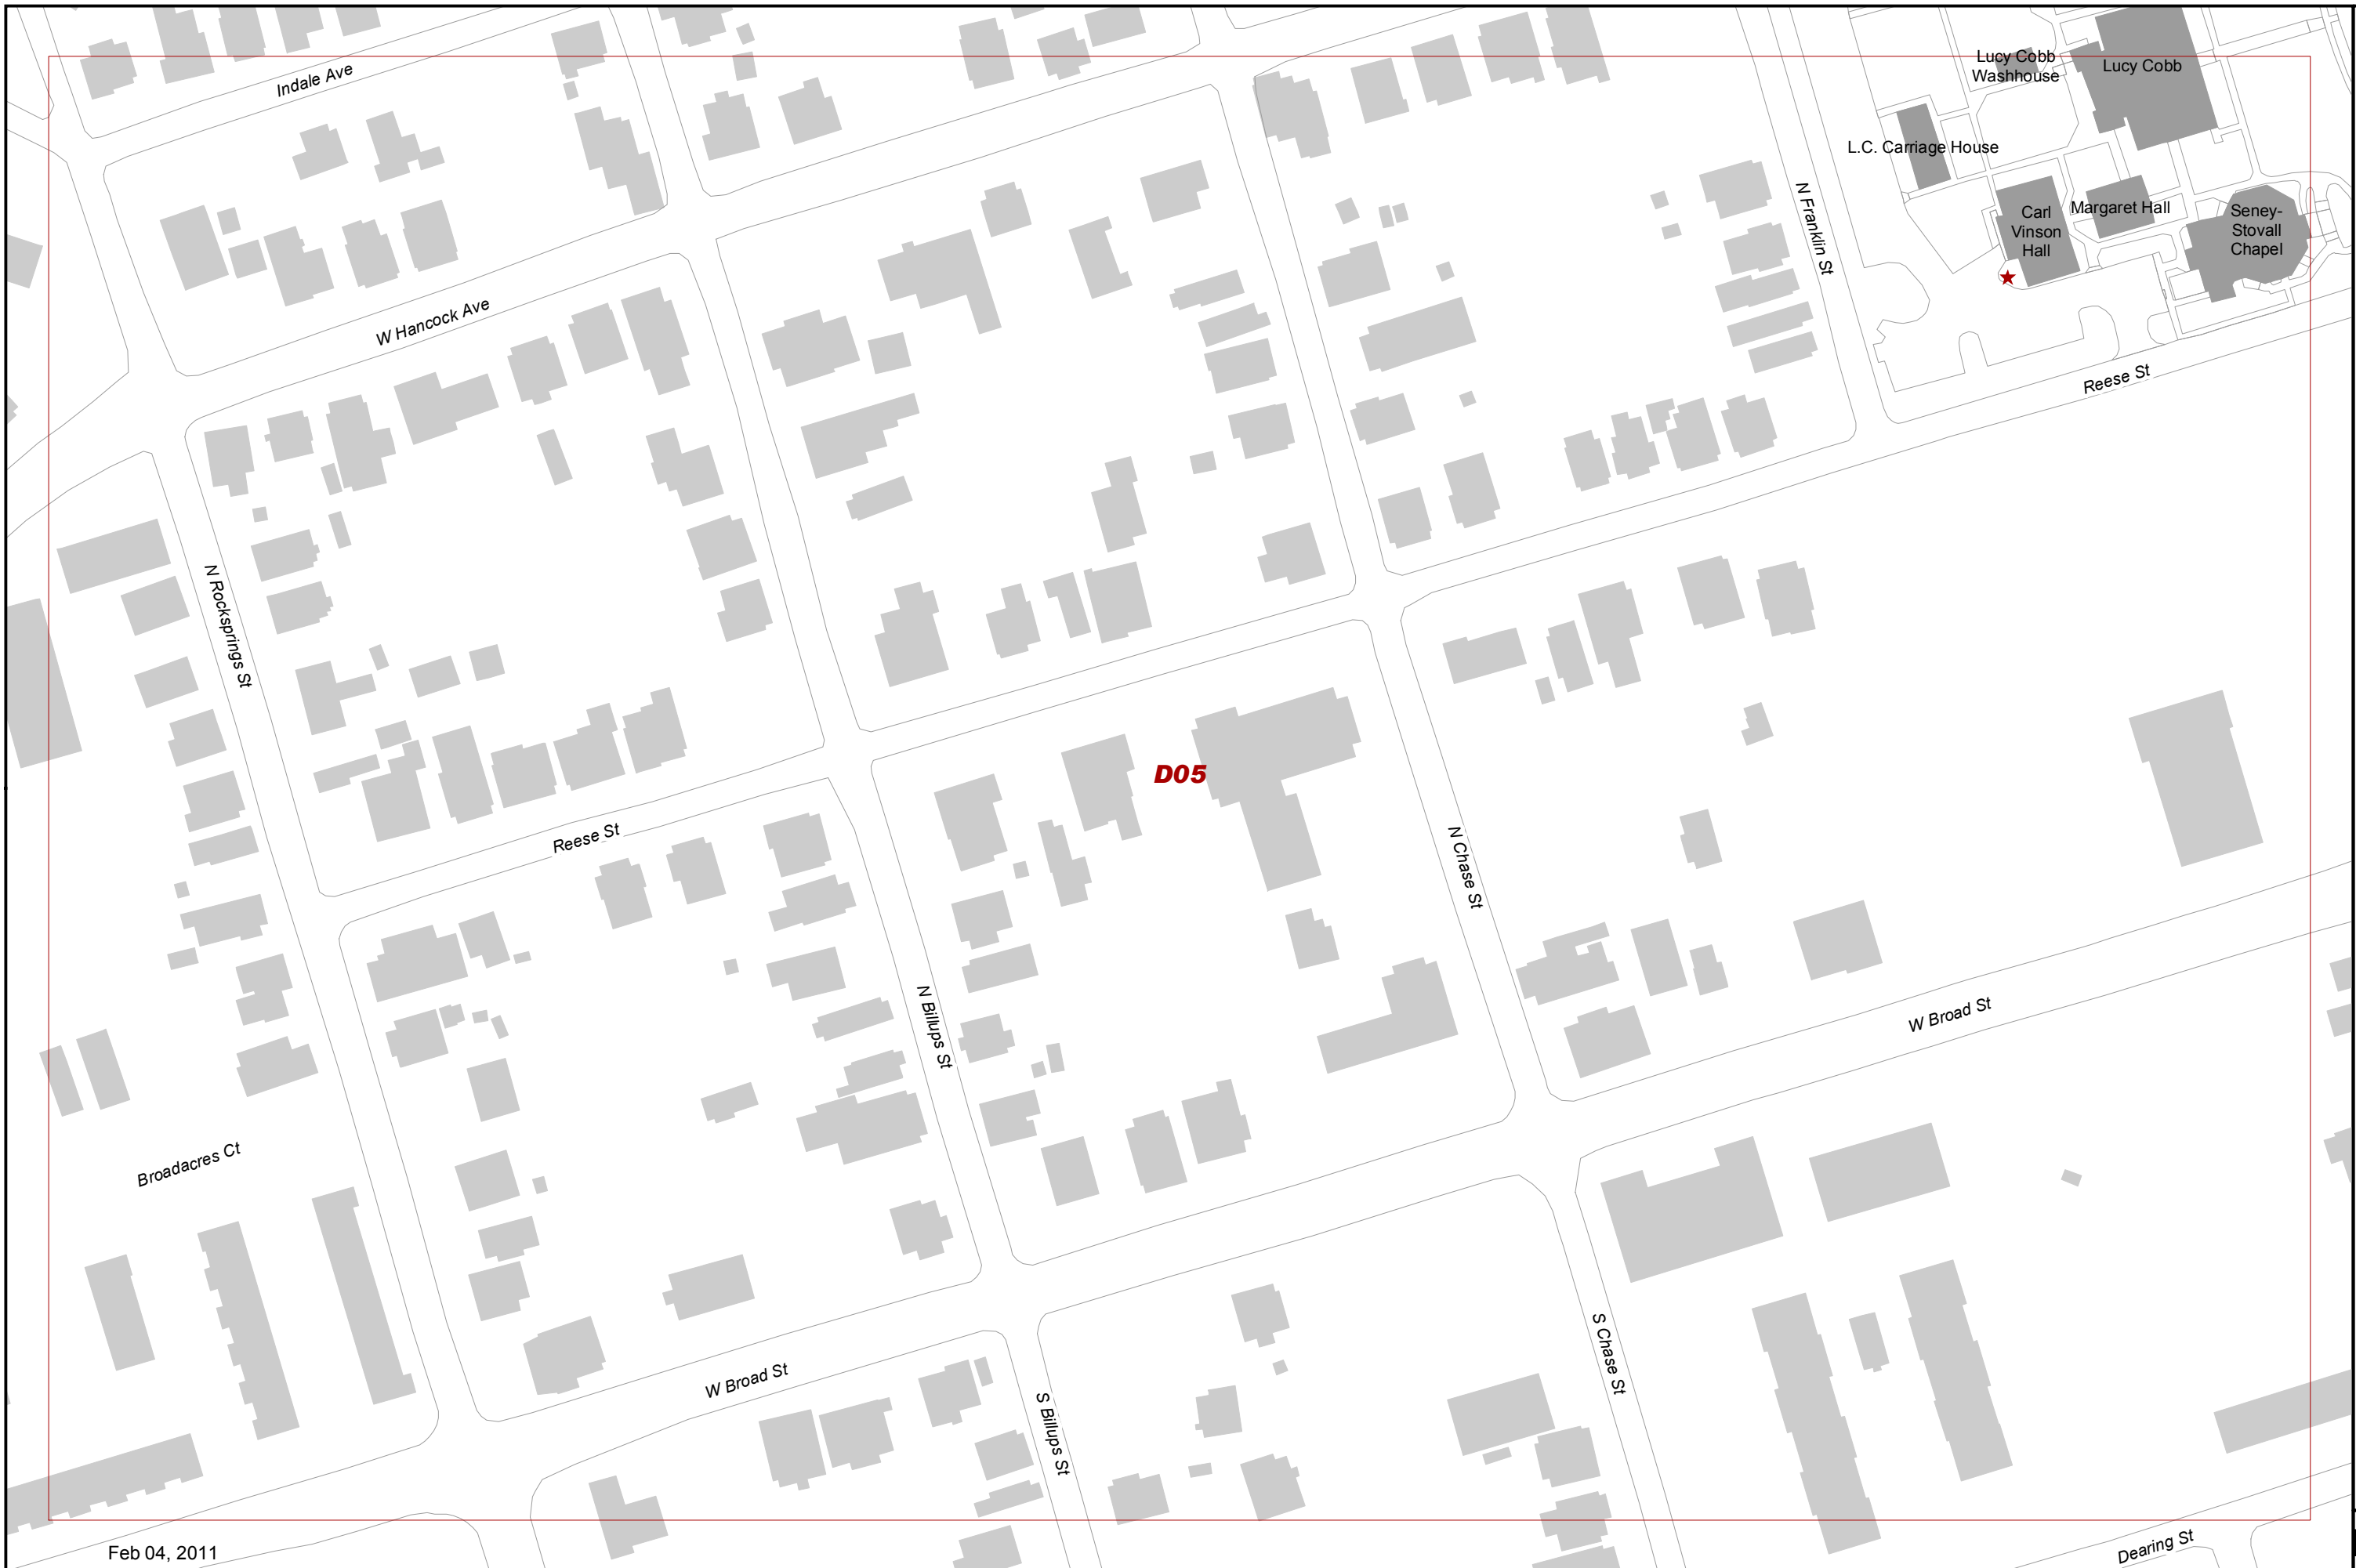 Lucy Cobb
Washhouse
Lucy Cobb
Indale Ave
L.C. Carriage House
N Franklin St
Carl
Vinson
Hall
Margaret Hall
Seney-
Stovall
Chapel
W Hancock Ave
Reese St
N Rocksprings St
D05
Reese St
N Chase St
N Billups St
W Broad St
Broadacres Ct
S Chase St
W Broad St
S Billups St
Dearing St
Feb 04, 2011